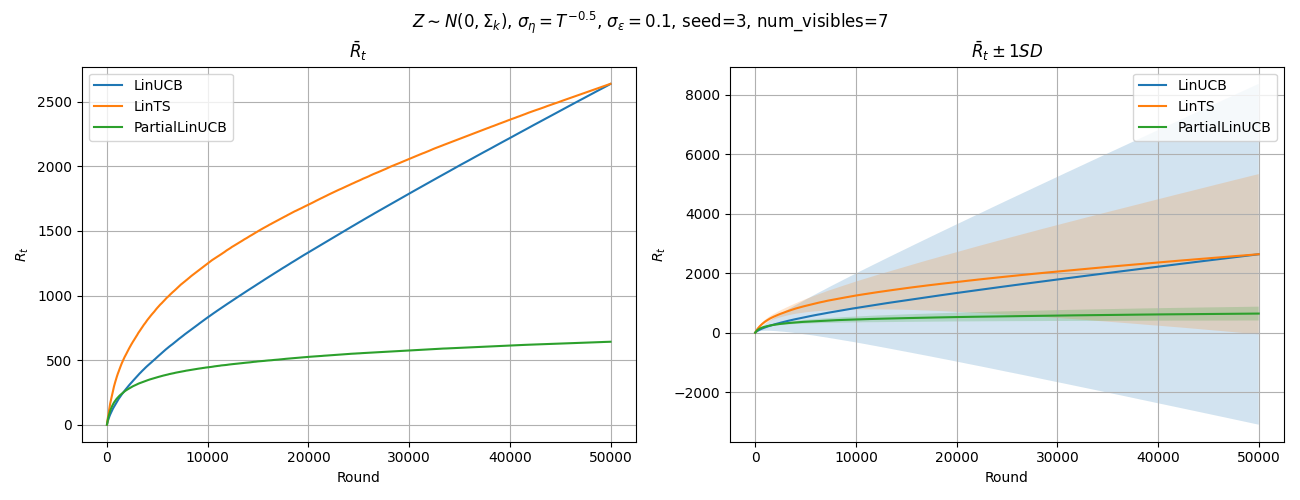 Z ∼ N(0, Σ_k), σ_η = T^{−0.5}, σ_ε = 0.1, seed=3, num_visibles=7
R̄_t
R_t
2500
2000
1500
1000
500
0
LinUCB
LinTS
PartialLinUCB
0 10000 20000 30000 40000 50000
Round
R̄_t ± 1SD
R_t
8000
6000
4000
2000
0
−2000
LinUCB
LinTS
PartialLinUCB
0 10000 20000 30000 40000 50000
Round